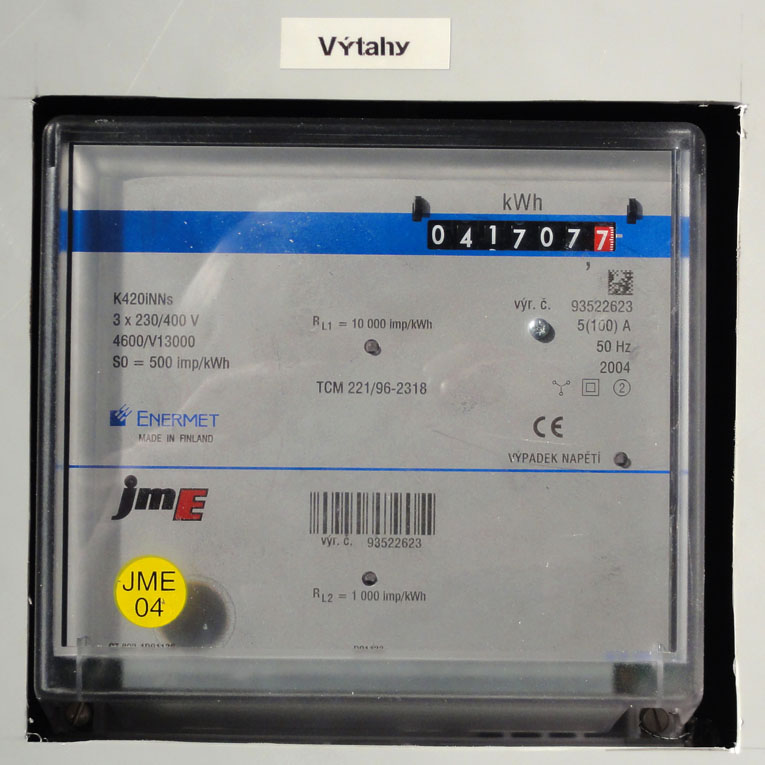 Výtahy
kWh
0417077
,
K420iNNs
3 x 230/400 V
4600/V13000
S0 = 500 imp/kWh
RL1 = 10 000 imp/kWh
TCM 221/96-2318
výr. č. 93522623
5(100) A
50 Hz
2004
2
ENERMET
MADE IN FINLAND
CE
VÝPADEK NAPĚTÍ
jmE
výr. č. 93522623
RL2 = 1 000 imp/kWh
JME
04